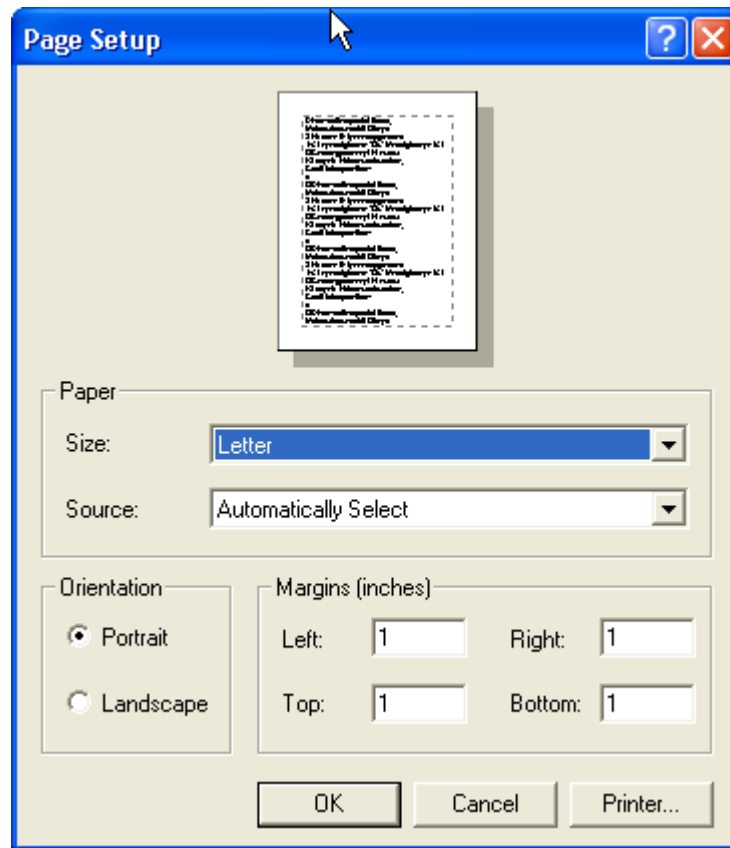 Page Setup
Paper
Size: Letter
Source: Automatically Select
Orientation
Portrait
Landscape
Margins (inches)
Left: 1 Right: 1
Top: 1 Bottom: 1
OK Cancel Printer...